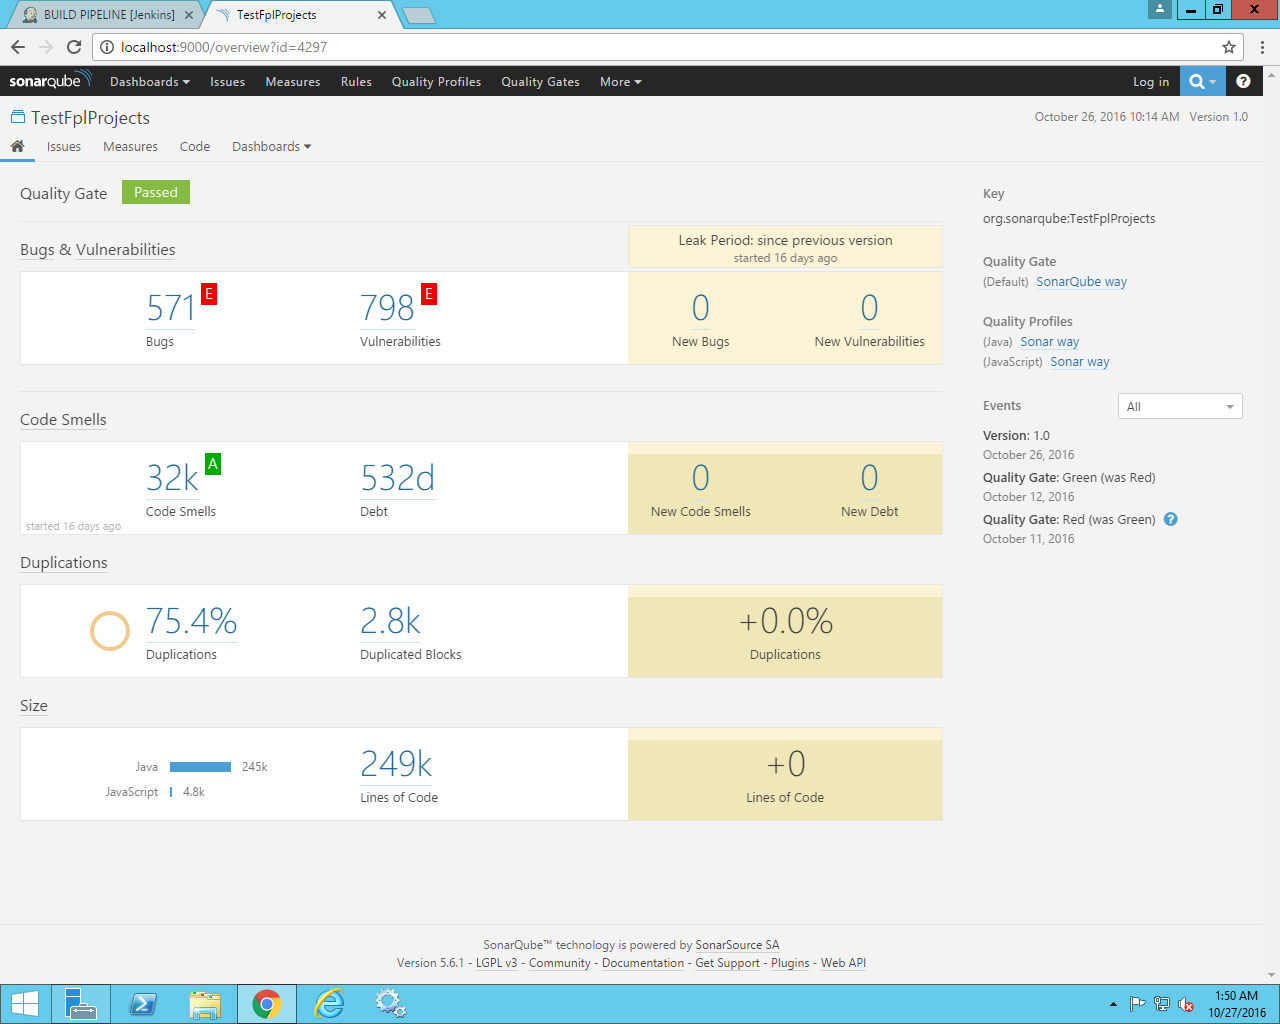 BUILD PIPELINE [Jenkins]
TestFplProjects
localhost:9000/overview?id=4297
sonarqube Dashboards Issues Measures Rules Quality Profiles Quality Gates More Log in
TestFplProjects
October 26, 2016 10:14 AM Version 1.0
Issues Measures Code Dashboards
Quality Gate Passed
Bugs & Vulnerabilities
Leak Period: since previous version
started 16 days ago
571 E
Bugs
798 E
Vulnerabilities
0
New Bugs
0
New Vulnerabilities
Code Smells
32k A
Code Smells
532d
Debt
started 16 days ago
0
New Code Smells
0
New Debt
Duplications
75.4%
Duplications
2.8k
Duplicated Blocks
+0.0%
Duplications
Size
Java 245k
JavaScript 4.8k
249k
Lines of Code
+0
Lines of Code
Key
org.sonarqube:TestFplProjects
Quality Gate
(Default) SonarQube way
Quality Profiles
(Java) Sonar way
(JavaScript) Sonar way
Events All
Version: 1.0
October 26, 2016
Quality Gate: Green (was Red)
October 12, 2016
Quality Gate: Red (was Green) ?
October 11, 2016
SonarQube™ technology is powered by SonarSource SA
Version 5.6.1 - LGPL v3 - Community - Documentation - Get Support - Plugins - Web API
1:50 AM
10/27/2016